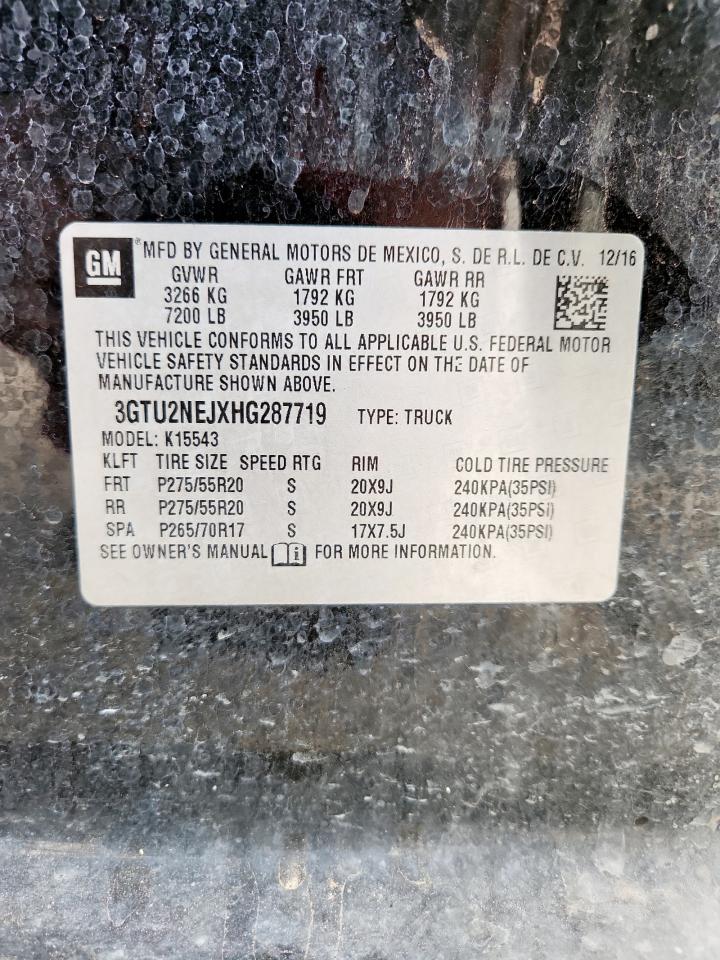 GM ® MFD BY GENERAL MOTORS DE MEXICO, S. DE R.L. DE C.V. 12/16
GVWR GAWR FRT GAWR RR
3266 KG 1792 KG 1792 KG
7200 LB 3950 LB 3950 LB
THIS VEHICLE CONFORMS TO ALL APPLICABLE U.S. FEDERAL MOTOR
VEHICLE SAFETY STANDARDS IN EFFECT ON THE DATE OF
MANUFACTURE SHOWN ABOVE.
3GTU2NEJXHG287719 TYPE: TRUCK
MODEL: K15543
KLFT TIRE SIZE SPEED RTG RIM COLD TIRE PRESSURE
FRT P275/55R20 S 20X9J 240KPA(35PSI)
RR P275/55R20 S 20X9J 240KPA(35PSI)
SPA P265/70R17 S 17X7.5J 240KPA(35PSI)
SEE OWNER'S MANUAL i FOR MORE INFORMATION.